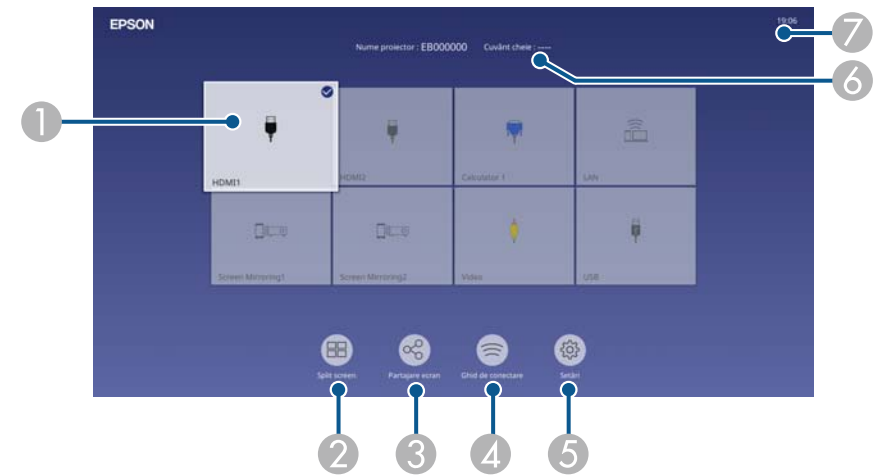 EPSON
19:06
Nume proiector : EB000000 Cuvânt cheie : ----
7
6
1
HDMI1
HDMI2
Calculator 1
LAN
Screen Mirroring1
Screen Mirroring2
Video
USB
Split screen
Partajare ecran
Ghid de conectare
Setări
2
3
4
5